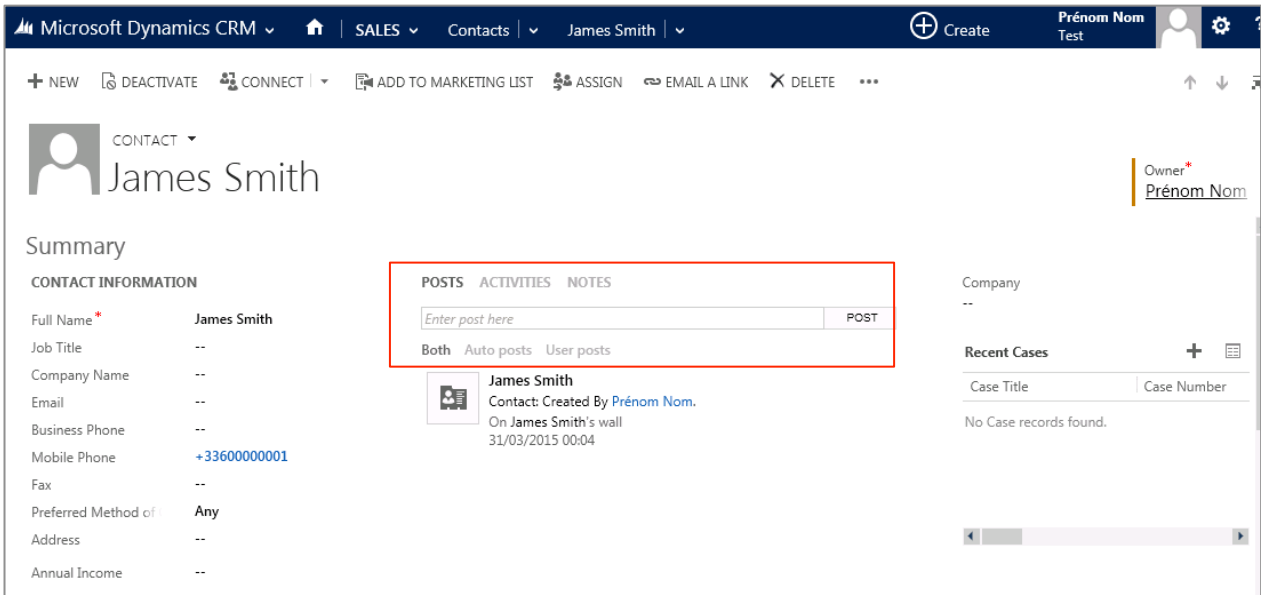 Microsoft Dynamics CRM SALES Contacts James Smith Create Prénom Nom
Test
?
NEW DEACTIVATE CONNECT ADD TO MARKETING LIST ASSIGN EMAIL A LINK DELETE •••
CONTACT
James Smith
Owner*
Prénom Nom
Summary
CONTACT INFORMATION
Full Name* James Smith
Job Title --
Company Name --
Email --
Business Phone --
Mobile Phone +33600000001
Fax --
Preferred Method of Any
Address --
Annual Income --
POSTS ACTIVITIES NOTES
Enter post here POST
Both Auto posts User posts
James Smith
Contact: Created By Prénom Nom.
On James Smith's wall
31/03/2015 00:04
Company
--
Recent Cases
Case Title Case Number
No Case records found.